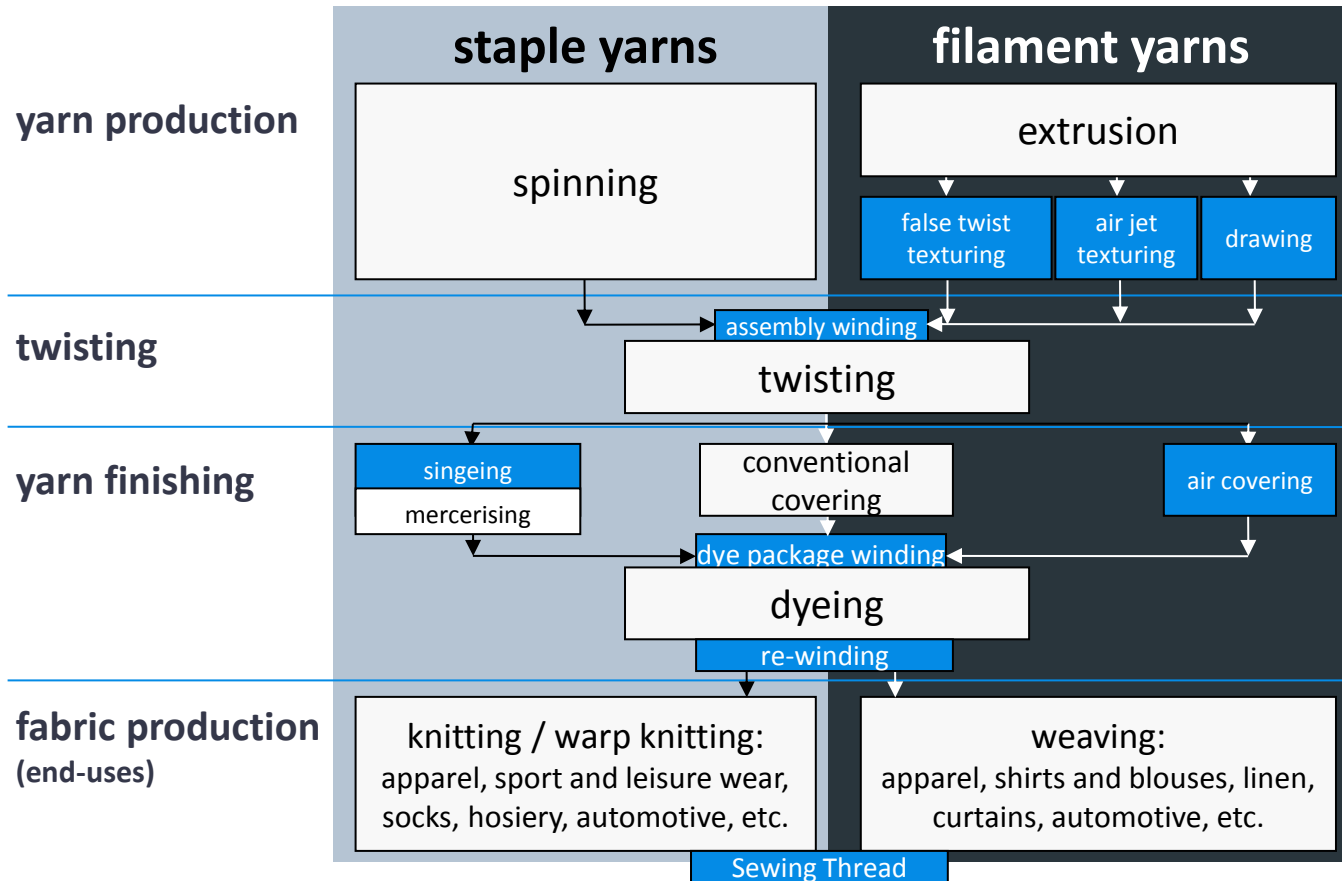 staple yarns
filament yarns
yarn production
spinning
extrusion
false twist
texturing
air jet
texturing
drawing
twisting
assembly winding
twisting
yarn finishing
singeing
mercerising
conventional
covering
air covering
dye package winding
dyeing
re-winding
fabric production
(end-uses)
knitting / warp knitting:
apparel, sport and leisure wear,
socks, hosiery, automotive, etc.
weaving:
apparel, shirts and blouses, linen,
curtains, automotive, etc.
Sewing Thread